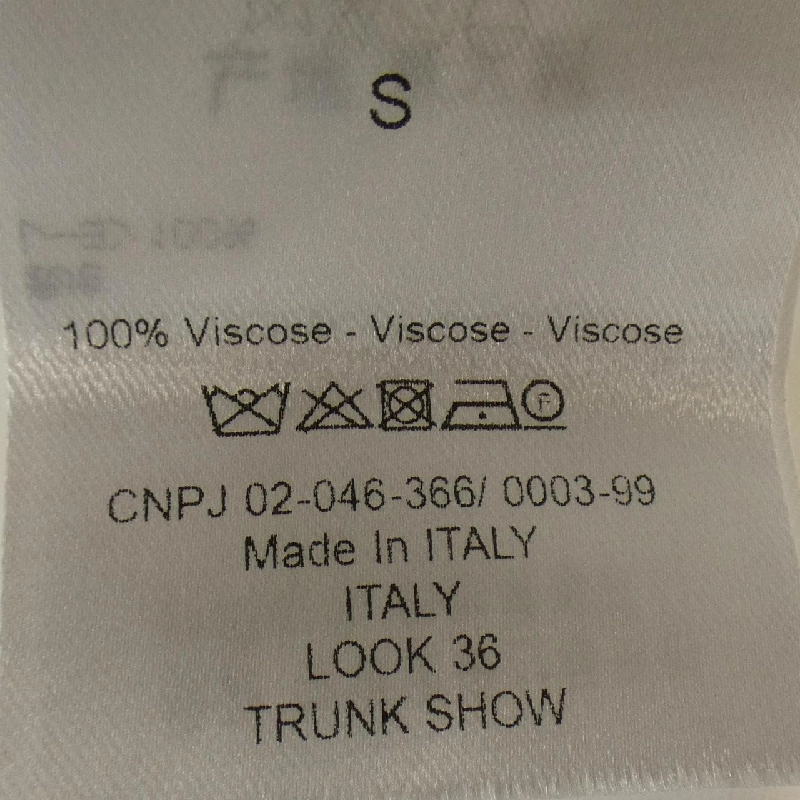 S
100% Viscose - Viscose - Viscose
F
CNPJ 02-046-366/ 0003-99
Made In ITALY
ITALY
LOOK 36
TRUNK SHOW